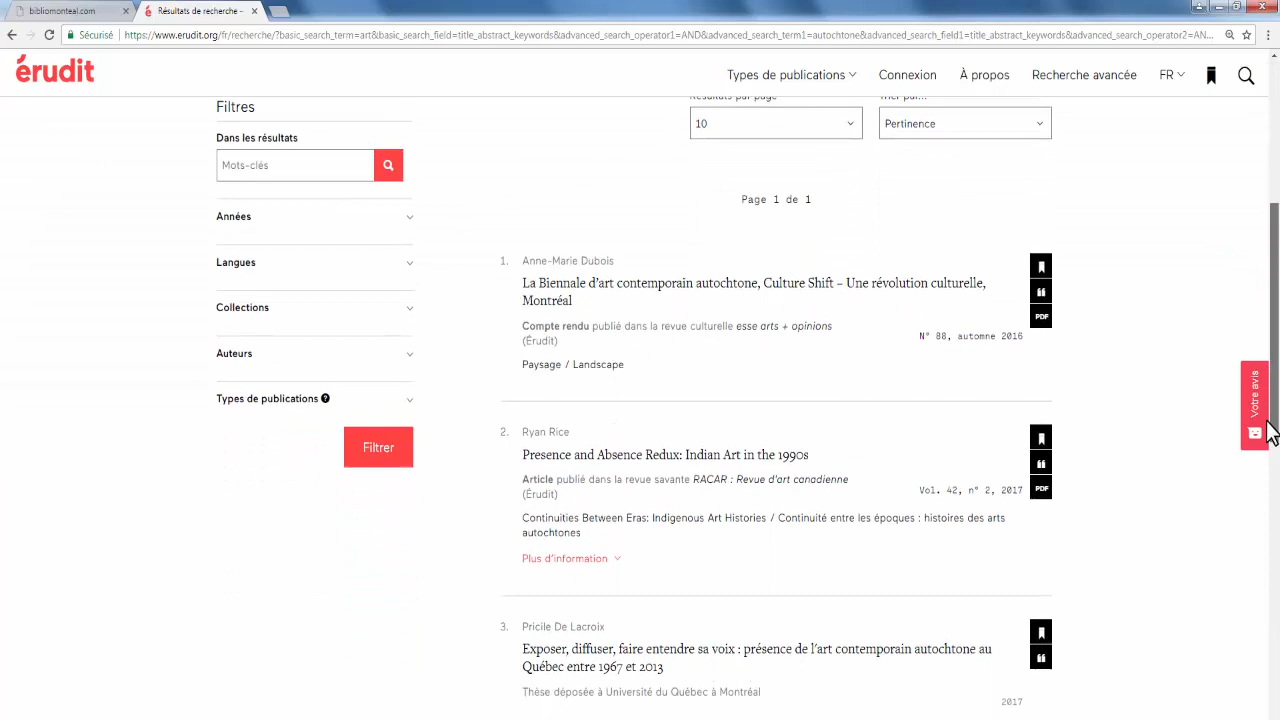 bibliomonteal.com
Résultats de recherche –
Sécurisé
https://www.erudit.org/fr/recherche/?basic_search_term=art&basic_search_field=title_abstract_keywords&advanced_search_operator1=AND&advanced_search_term1=autochtone&advanced_search_field1=title_abstract_keywords&advanced_search_operator2=AN...
érudit
Types de publications
Connexion
À propos
Recherche avancée
FR
Filtres
Résultats par page
Trier par...
10
Pertinence
Dans les résultats
Mots-clés
Page 1 de 1
Années
Langues
Collections
Auteurs
Types de publications ?
Filtrer
1. Anne-Marie Dubois
La Biennale d'art contemporain autochtone, Culture Shift – Une révolution culturelle,
Montréal
Compte rendu publié dans la revue culturelle esse arts + opinions
(Érudit)
N° 88, automne 2016
Paysage / Landscape
PDF
Votre avis
2. Ryan Rice
Presence and Absence Redux: Indian Art in the 1990s
Article publié dans la revue savante RACAR : Revue d'art canadienne
(Érudit)
Vol. 42, n° 2, 2017
PDF
Continuities Between Eras: Indigenous Art Histories / Continuité entre les époques : histoires des arts
autochtones
Plus d'information
3. Pricile De Lacroix
Exposer, diffuser, faire entendre sa voix : présence de l'art contemporain autochtone au
Québec entre 1967 et 2013
Thèse déposée à Université du Québec à Montréal
2017